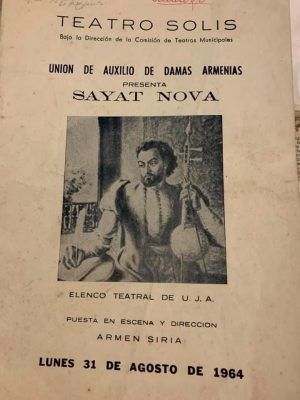 TEATRO SOLIS
Bajo la Dirección de la Comisión de Teatros Municipales
UNION DE AUXILIO DE DAMAS ARMENIAS
PRESENTA
SAYAT NOVA
ELENCO TEATRAL DE U. J. A.
PUESTA EN ESCENA Y DIRECCION
ARMEN SIRIA
LUNES 31 DE AGOSTO DE 1964